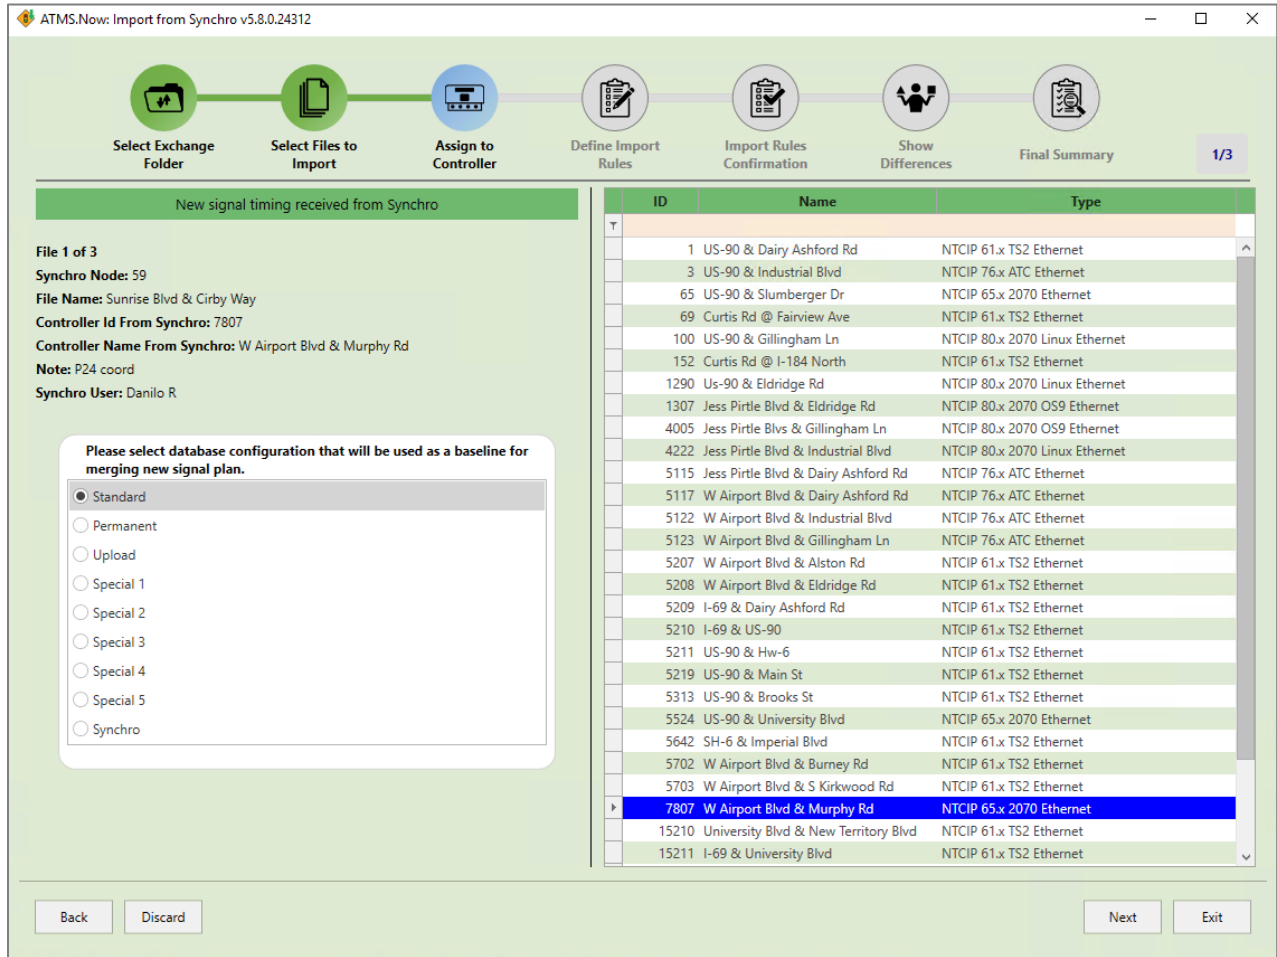 ATMS.Now: Import from Synchro v5.8.0.24312
Select Exchange
Folder
Select Files to
Import
Assign to
Controller
Define Import
Rules
Import Rules
Confirmation
Show
Differences
Final Summary
1/3
New signal timing received from Synchro
File 1 of 3
Synchro Node: 59
File Name: Sunrise Blvd & Cirby Way
Controller Id From Synchro: 7807
Controller Name From Synchro: W Airport Blvd & Murphy Rd
Note: P24 coord
Synchro User: Danilo R
Please select database configuration that will be used as a baseline for
merging new signal plan.
Standard
Permanent
Upload
Special 1
Special 2
Special 3
Special 4
Special 5
Synchro
ID Name Type
1 US-90 & Dairy Ashford Rd NTCIP 61.x TS2 Ethernet
3 US-90 & Industrial Blvd NTCIP 76.x ATC Ethernet
65 US-90 & Slumberger Dr NTCIP 65.x 2070 Ethernet
69 Curtis Rd @ Fairview Ave NTCIP 61.x TS2 Ethernet
100 US-90 & Gillingham Ln NTCIP 80.x 2070 Linux Ethernet
152 Curtis Rd @ I-184 North NTCIP 61.x TS2 Ethernet
1290 Us-90 & Eldridge Rd NTCIP 80.x 2070 Linux Ethernet
1307 Jess Pirtle Blvd & Eldridge Rd NTCIP 80.x 2070 OS9 Ethernet
4005 Jess Pirtle Blvs & Gillingham Ln NTCIP 80.x 2070 OS9 Ethernet
4222 Jess Pirtle Blvd & Industrial Blvd NTCIP 80.x 2070 Linux Ethernet
5115 Jess Pirtle Blvd & Dairy Ashford Rd NTCIP 76.x ATC Ethernet
5117 W Airport Blvd & Dairy Ashford Rd NTCIP 76.x ATC Ethernet
5122 W Airport Blvd & Industrial Blvd NTCIP 76.x ATC Ethernet
5123 W Airport Blvd & Gillingham Ln NTCIP 76.x ATC Ethernet
5207 W Airport Blvd & Alston Rd NTCIP 61.x TS2 Ethernet
5208 W Airport Blvd & Eldridge Rd NTCIP 61.x TS2 Ethernet
5209 I-69 & Dairy Ashford Rd NTCIP 61.x TS2 Ethernet
5210 I-69 & US-90 NTCIP 61.x TS2 Ethernet
5211 US-90 & Hw-6 NTCIP 61.x TS2 Ethernet
5219 US-90 & Main St NTCIP 61.x TS2 Ethernet
5313 US-90 & Brooks St NTCIP 61.x TS2 Ethernet
5524 US-90 & University Blvd NTCIP 65.x 2070 Ethernet
5642 SH-6 & Imperial Blvd NTCIP 61.x TS2 Ethernet
5702 W Airport Blvd & Burney Rd NTCIP 61.x TS2 Ethernet
5703 W Airport Blvd & S Kirkwood Rd NTCIP 61.x TS2 Ethernet
7807 W Airport Blvd & Murphy Rd NTCIP 65.x 2070 Ethernet
15210 University Blvd & New Territory Blvd NTCIP 61.x TS2 Ethernet
15211 I-69 & University Blvd NTCIP 61.x TS2 Ethernet
Back Discard Next Exit